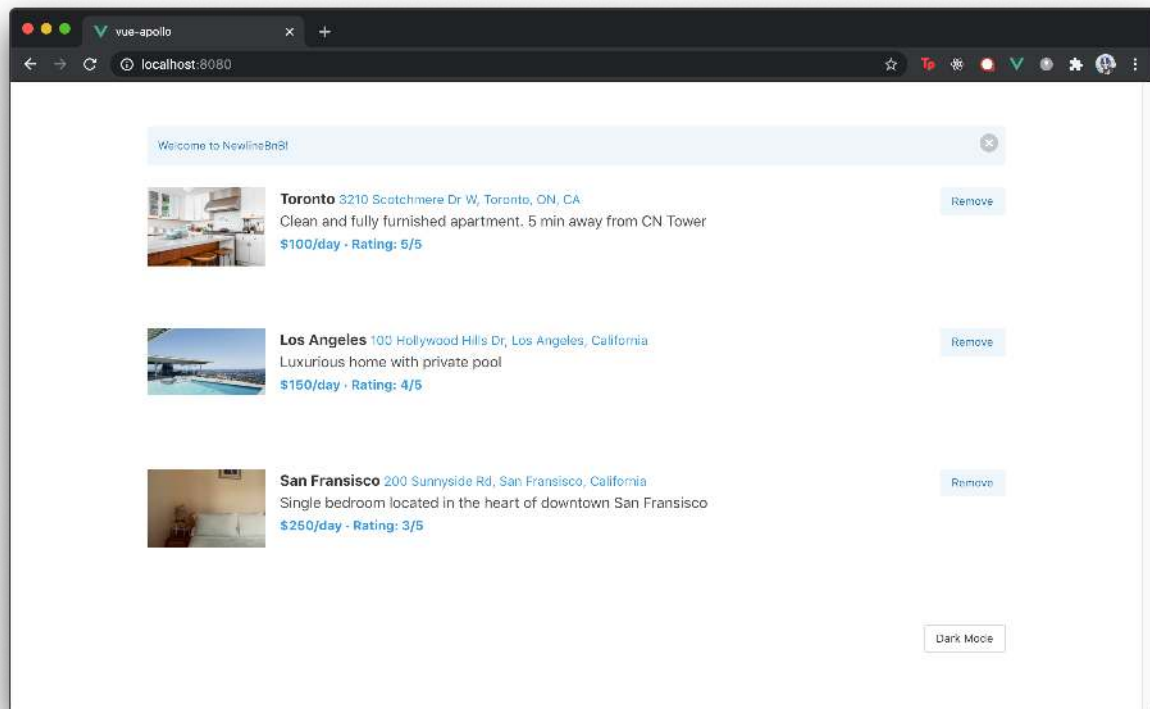 vue-apollo
localhost:8080
Tp
Welcome to NewlineBnB!
Toronto 3210 Scotchmere Dr W, Toronto, ON, CA
Remove
Clean and fully furnished apartment. 5 min away from CN Tower
$100/day · Rating: 5/5
Los Angeles 100 Hollywood Hills Dr, Los Angeles, California
Remove
Luxurious home with private pool
$150/day · Rating: 4/5
San Fransisco 200 Sunnyside Rd, San Fransisco, California
Remove
Single bedroom located in the heart of downtown San Fransisco
$250/day · Rating: 3/5
Dark Mode